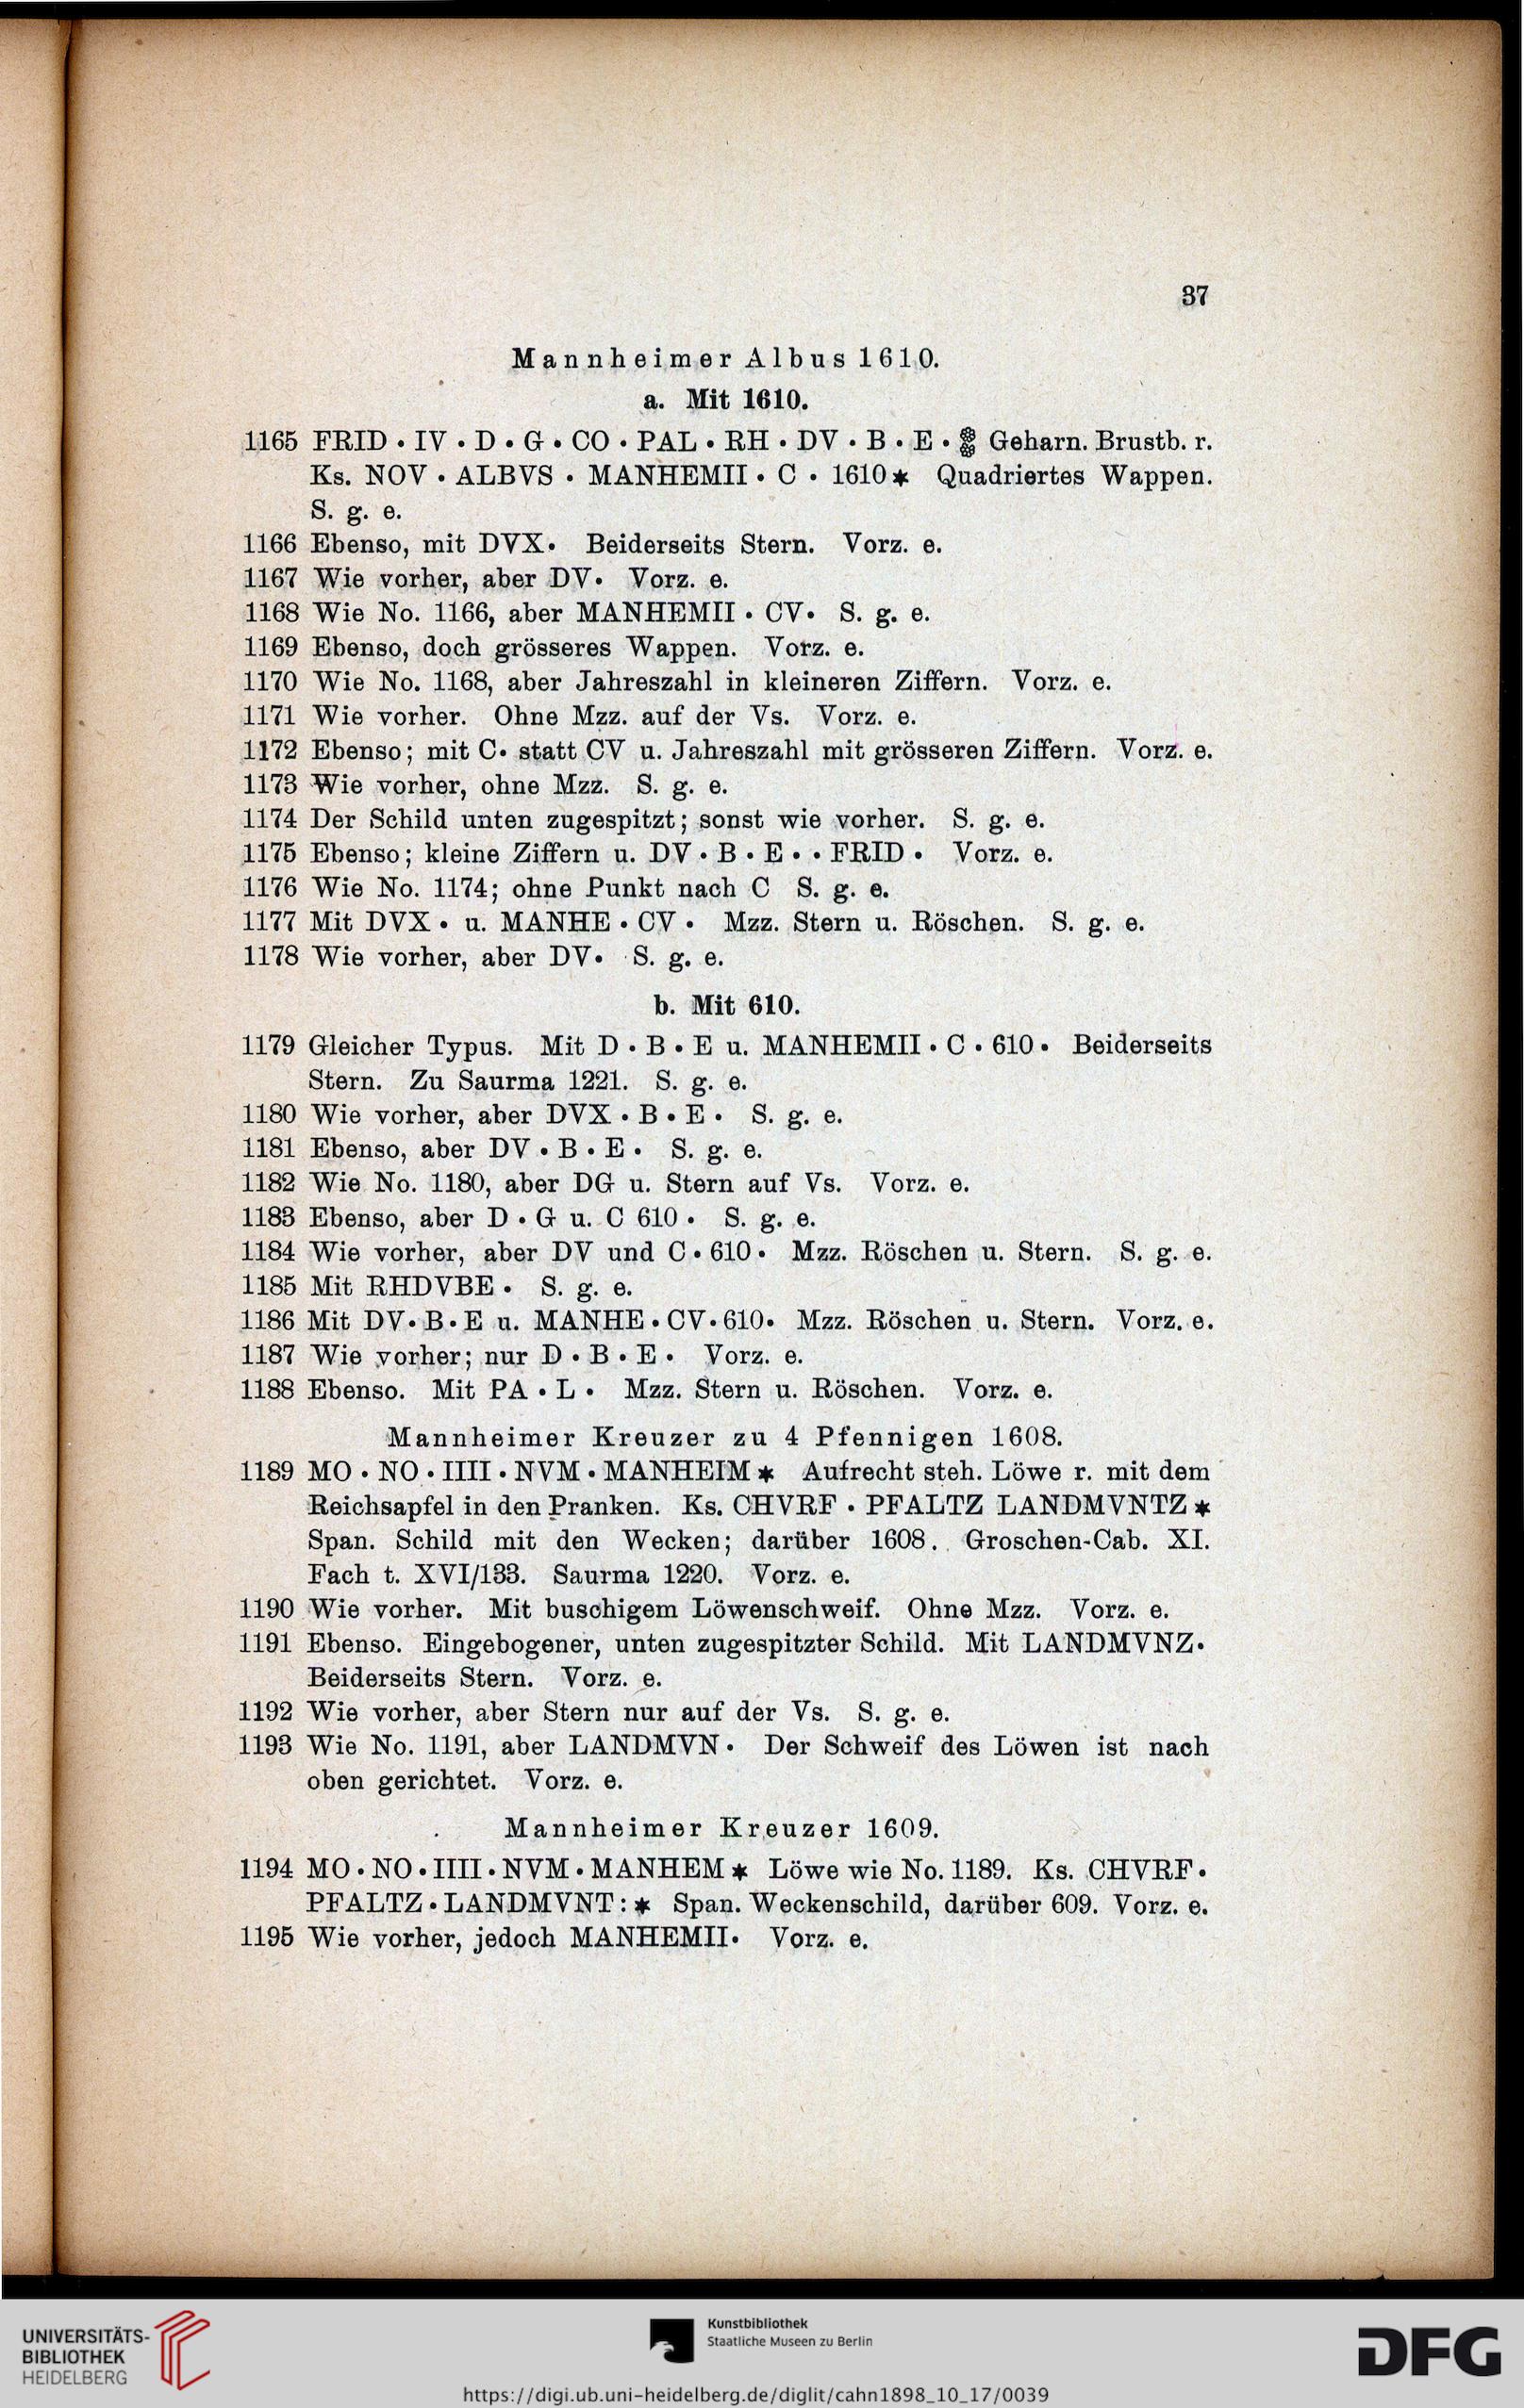 37
Mannheimer Albus 1610.
a. Mit 1610.
1165 FRID • IV • D • G • CO • PAL • RH • DV • B • E • Geharn. Brustb. r.
Ks. NOV • ALBVS • MANHEMII • C • 1610* Quadriertes Wappen.
S. g. e.
1166 Ebenso, mit DVX• Beiderseits Stern. Vorz. e.
1167 Wie vorher, aber DV• Vorz. e.
1168 Wie No. 1166, aber MANHEMII • CV• S. g. e.
1169 Ebenso, doch grösseres Wappen. Vorz. e.
1170 Wie No. 1168, aber Jahreszahl in kleineren Ziffern. Vorz. e.
1171 Wie vorher. Ohne Mzz. auf der Vs. Vorz. e.
1172 Ebenso; mit C• statt CV u. Jahreszahl mit grösseren Ziffern. Vorz. e.
1173 Wie vorher, ohne Mzz. S. g. e.
1174 Der Schild unten zugespitzt; sonst wie vorher. S. g. e.
1175 Ebenso; kleine Ziffern u. DV • B • E • • FRID • Vorz. e.
1176 Wie No. 1174; ohne Punkt nach C S. g. e.
1177 Mit DVX • u. MANHE • CV • Mzz. Stern u. Röschen. S. g. e.
1178 Wie vorher, aber DV• S. g. e.
b. Mit 610.
1179 Gleicher Typus. Mit D • B • E u. MANHEMII • C • 610 • Beiderseits
Stern. Zu Saurma 1221. S. g. e.
1180 Wie vorher, aber DVX • B • E • S. g. e.
1181 Ebenso, aber DV • B • E • S. g. e.
1182 Wie No. 1180, aber DG u. Stern auf Vs. Vorz. e.
1183 Ebenso, aber D • G u. C 610 • S. g. e.
1184 Wie vorher, aber DV und C • 610 • Mzz. Röschen u. Stern. S. g. e.
1185 Mit RHDVBE • S. g. e.
1186 Mit DV • B • E u. MANHE • CV • 610• Mzz. Röschen u. Stern. Vorz. e.
1187 Wie vorher; nur D • B • E • Vorz. e.
1188 Ebenso. Mit PA • L • Mzz. Stern u. Röschen. Vorz. e.
Mannheimer Kreuzer zu 4 Pfennigen 1608.
1189 MO • NO • IIII • NVM • MANHEIM * Aufrecht steh. Löwe r. mit dem
Reichsapfel in den Pranken. Ks. CHVRF • PFALTZ LANDMVNTZ *
Span. Schild mit den Wecken; darüber 1608. Groschen-Cab. XI.
Fach t. XVI/133. Saurma 1220. Vorz. e.
1190 Wie vorher. Mit buschigem Löwenschweif. Ohne Mzz. Vorz. e.
1191 Ebenso. Eingebogener, unten zugespitzter Schild. Mit LANDMVNZ•
Beiderseits Stern. Vorz. e.
1192 Wie vorher, aber Stern nur auf der Vs. S. g. e.
1193 Wie No. 1191, aber LANDMVN • Der Schweif des Löwen ist nach
oben gerichtet. Vorz. e.
Mannheimer Kreuzer 1609.
1194 MO • NO • IIII • NVM • MANHEM * Löwe wie No. 1189. Ks. CHVRF •
PFALTZ • LANDMVNT : * Span. Weckenschild, darüber 609. Vorz. e.
1195 Wie vorher, jedoch MANHEMII• Vorz. e.
UNIVERSITÄTS-
BIBLIOTHEK
HEIDELBERG
Kunstbibliothek
Staatliche Museen zu Berlin
DFG
https://digi.ub.uni-heidelberg.de/diglit/cahn1898_10_17/0039